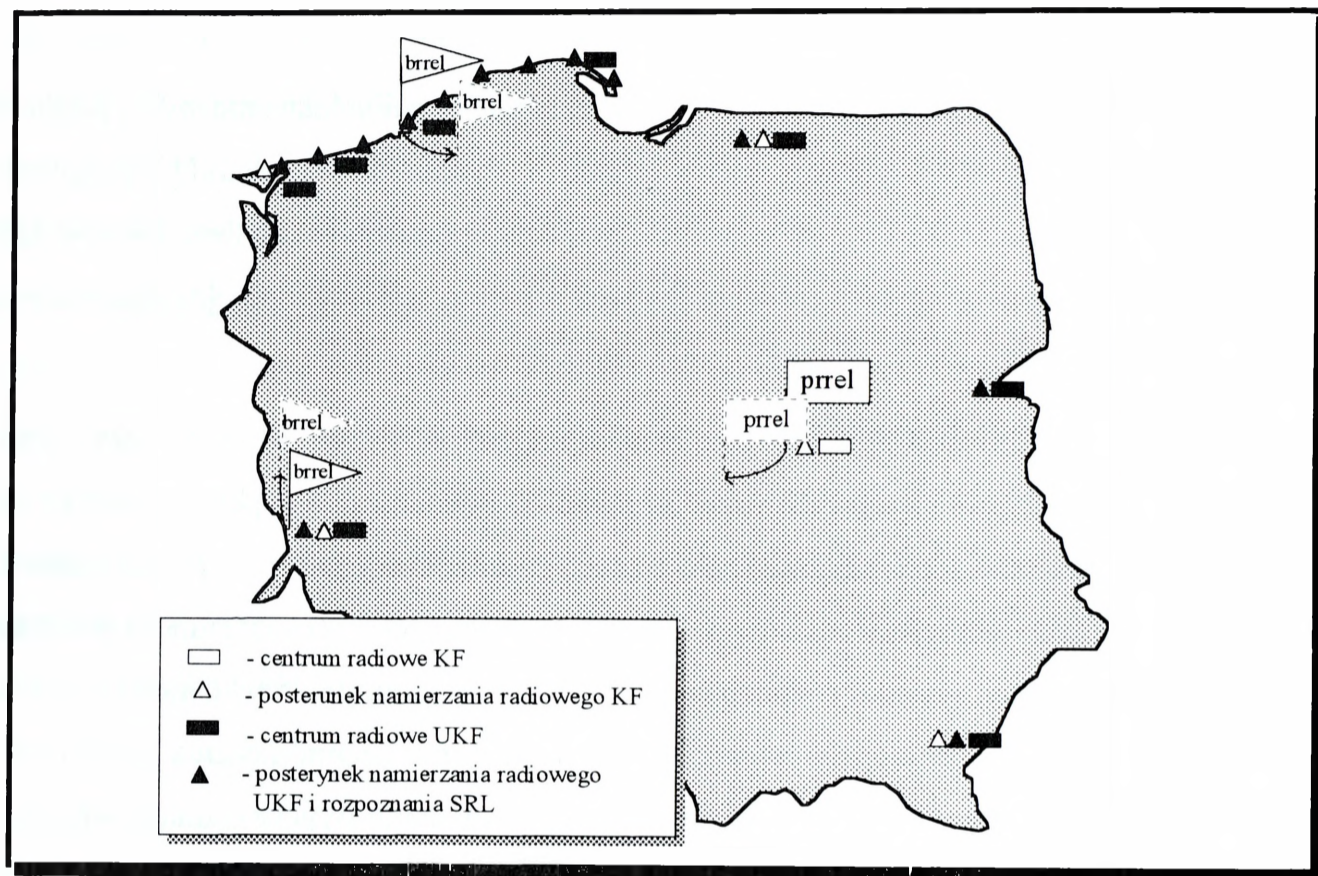 brrel
brrel
prrel
prrel
brrel
brrel
- centrum radiowe KF
- posterunek namierzania radiowego KF
- centrum radiowe UKF
- posterynek namierzania radiowego
UKF i rozpoznania SRL